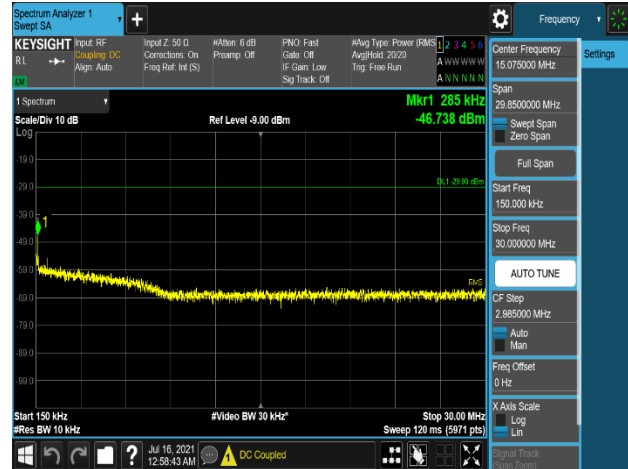 Spectrum Analyzer 1
Swept SA
Frequency
KEYSIGHT
Input: RF
Coupling: DC
Align: Auto
Input Z: 50 Ω
Corrections: On
Freq Ref: Int (S)
#Atten: 6 dB
Preamp: Off
PNO: Fast
Gate: Off
IF Gain: Low
Sig Track: Off
#Avg Type: Power (RMS
Avg|Hold: 20/20
Trig: Free Run
1 2 3 4 5 6
A W W W W W
A N N N N N
RL
LW
1 Spectrum
Scale/Div 10 dB
Log
Ref Level -9.00 dBm
Mkr1 285 kHz
-46.738 dBm
-19.0
-29.0
-39.0
-49.0
-59.0
-69.0
-79.0
-89.0
-99.0
DL1 -29.00 dBm
1
RMS
Start 150 kHz
#Res BW 10 kHz
#Video BW 30 kHz*
Stop 30.00 MHz
Sweep 120 ms (5971 pts)
Center Frequency
15.075000 MHz
Settings
Span
29.8500000 MHz
Swept Span
Zero Span
Full Span
Start Freq
150.000 kHz
Stop Freq
30.000000 MHz
AUTO TUNE
CF Step
2.985000 MHz
Auto
Man
Freq Offset
0 Hz
X Axis Scale
Log
Lin
Signal Track
(Span Zoom)
?
Jul 16, 2021
12:58:43 AM
DC Coupled